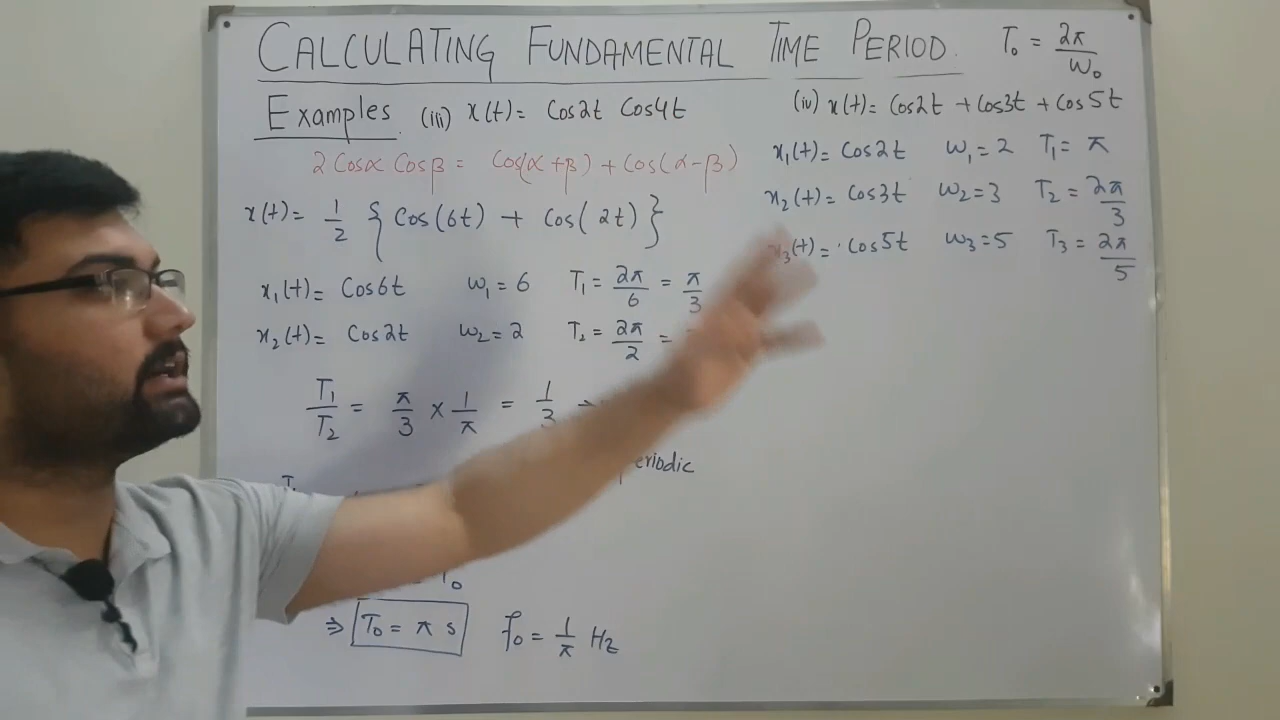 CALCULATING FUNDAMENTAL TIME PERIOD. T₀ = 2π/ω₀
Examples. (iii) x(t) = Cos2t Cos4t
2 Cosα Cosβ = Cos(α+β) + Cos(α-β)
x(t) = 1/2 { Cos(6t) + Cos(2t) }
x₁(t) = Cos6t ω₁ = 6 T₁ = 2π/6 = π/3
x₂(t) = Cos2t ω₂ = 2 T₂ = 2π/2 =
T₁/T₂ = π/3 × 1/π = 1/3 →
eriodic
T₀
⇒ T₀ = π s f₀ = 1/π Hz
(iv) x(t) = Cos2t + Cos3t + Cos5t
x₁(t) = Cos2t ω₁ = 2 T₁ = π
x₂(t) = Cos3t ω₂ = 3 T₂ = 2π/3
x₃(t) = Cos5t ω₃ = 5 T₃ = 2π/5